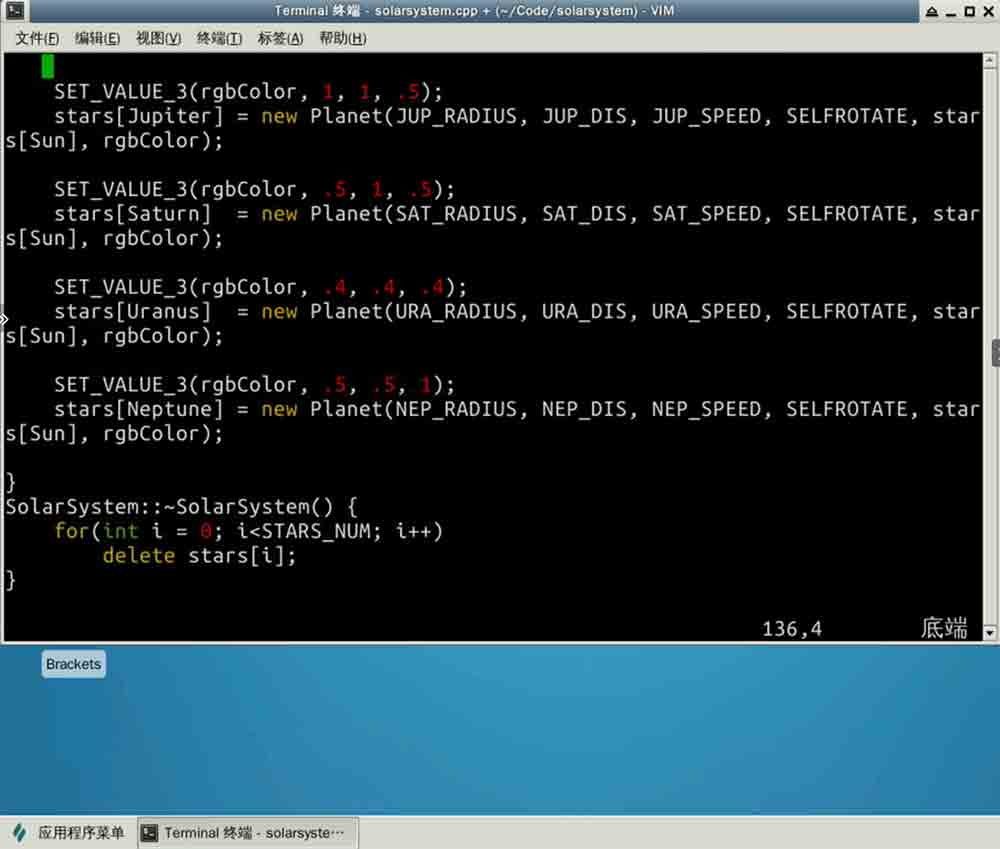 Terminal 终端 - solarsystem.cpp + (~/Code/solarsystem) - VIM
文件(F) 编辑(E) 视图(V) 终端(T) 标签(A) 帮助(H)
SET_VALUE_3(rgbColor, 1, 1, .5);
stars[Jupiter] = new Planet(JUP_RADIUS, JUP_DIS, JUP_SPEED, SELFROTATE, star
s[Sun], rgbColor);
SET_VALUE_3(rgbColor, .5, 1, .5);
stars[Saturn]  = new Planet(SAT_RADIUS, SAT_DIS, SAT_SPEED, SELFROTATE, star
s[Sun], rgbColor);
SET_VALUE_3(rgbColor, .4, .4, .4);
stars[Uranus]  = new Planet(URA_RADIUS, URA_DIS, URA_SPEED, SELFROTATE, star
s[Sun], rgbColor);
SET_VALUE_3(rgbColor, .5, .5, 1);
stars[Neptune] = new Planet(NEP_RADIUS, NEP_DIS, NEP_SPEED, SELFROTATE, star
s[Sun], rgbColor);
}
SolarSystem::~SolarSystem() {
for(int i = 0; i<STARS_NUM; i++)
delete stars[i];
}
136,4 底端
Brackets
应用程序菜单 Terminal 终端 - solarsyste···